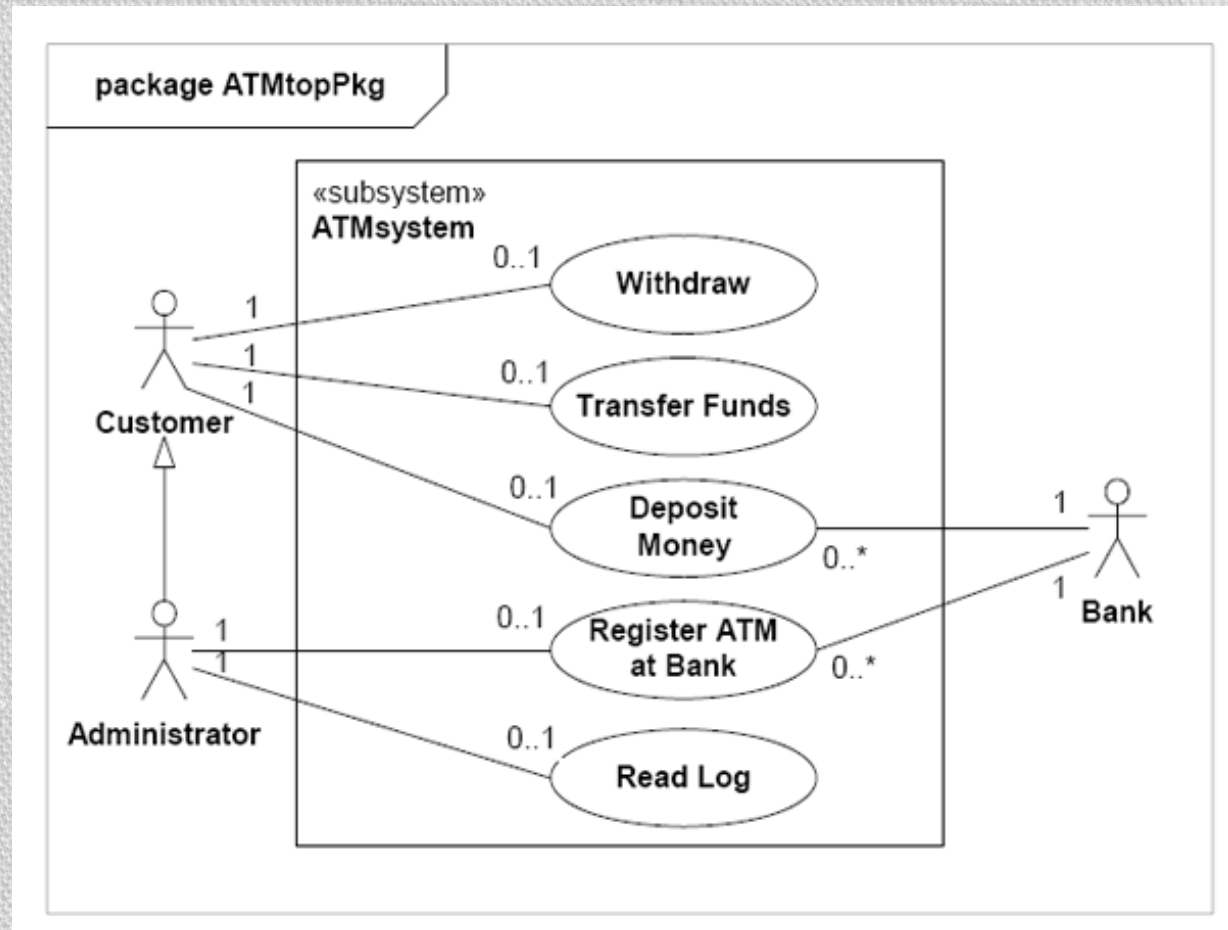 package ATMtopPkg
«subsystem»
ATMsystem
0..1
Withdraw
1
1
0..1
Transfer Funds
1
Customer
0..1
Deposit
Money
1
0..*
1
Bank
1
0..1
Register ATM
at Bank
0..*
1
Administrator
0..1
Read Log